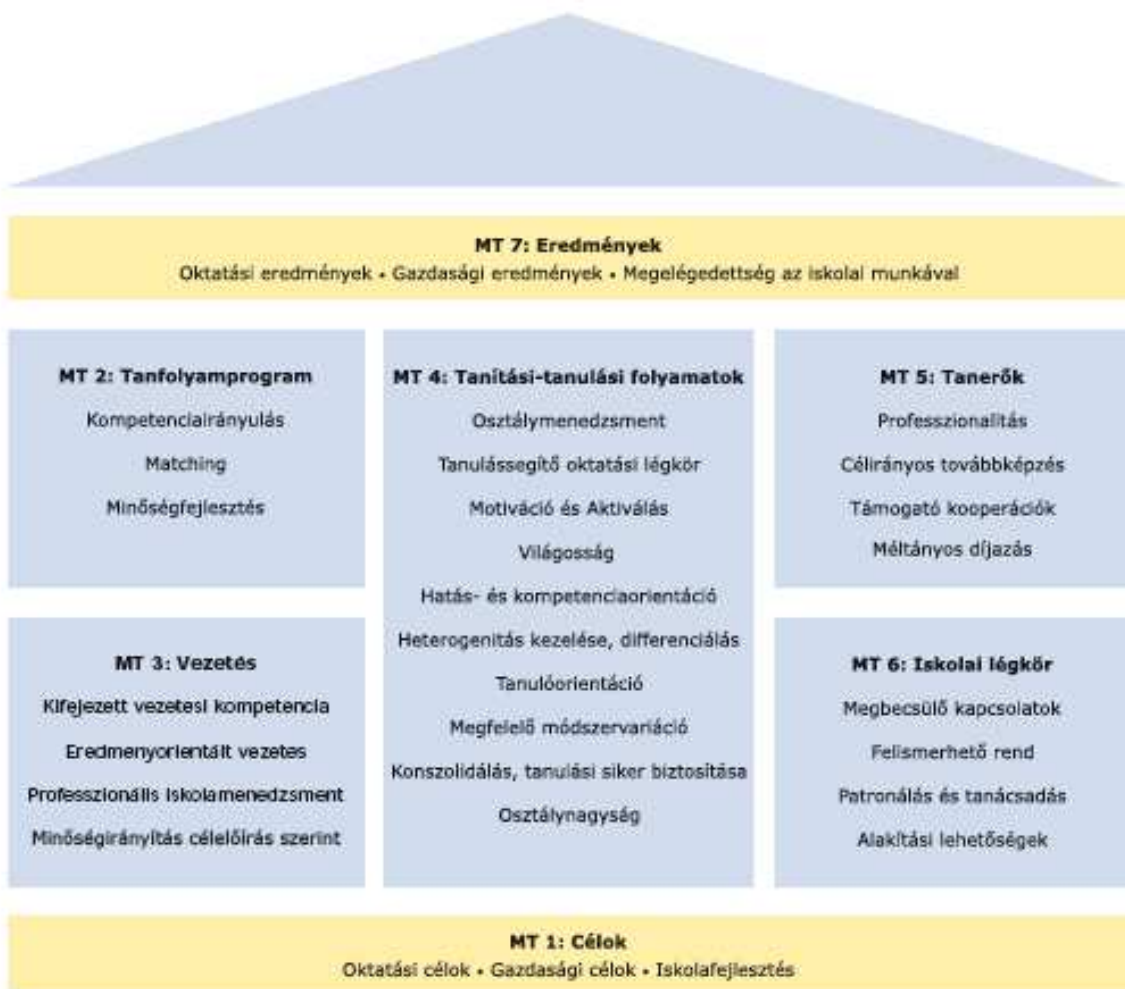 MT 7: Eredmények
Oktatási eredmények • Gazdasági eredmények • Megelégedettség az iskolai munkával
MT 2: Tanfolyamprogram
Kompetenciairányulás
Matching
Minőségfejlesztés
MT 3: Vezetés
Kifejezett vezetesi kompetencia
Eredmenyorientált vezetes
Professzionális iskolamenedzsment
Minőségirányítás célelőírás szerint
MT 4: Tanítási-tanulási folyamatok
Osztálymenedzsment
Tanulássegítő oktatási légkör
Motiváció és Aktiválás
Világosság
Hatás- és kompetenciaorientáció
Heterogenitás kezelése, differenciálás
Tanulóorientáció
Megfelelő módszervariáció
Konszolidálás, tanulási siker biztosítása
Osztálynagyság
MT 5: Tanerők
Professzionalitás
Célirányos továbbképzés
Támogató kooperációk
Méltányos díjazás
MT 6: Iskolai légkör
Megbecsülő kapcsolatok
Felismerhető rend
Patronálás és tanácsadás
Alakítási lehetőségek
MT 1: Célok
Oktatási célok • Gazdasági célok • Iskolafejlesztés